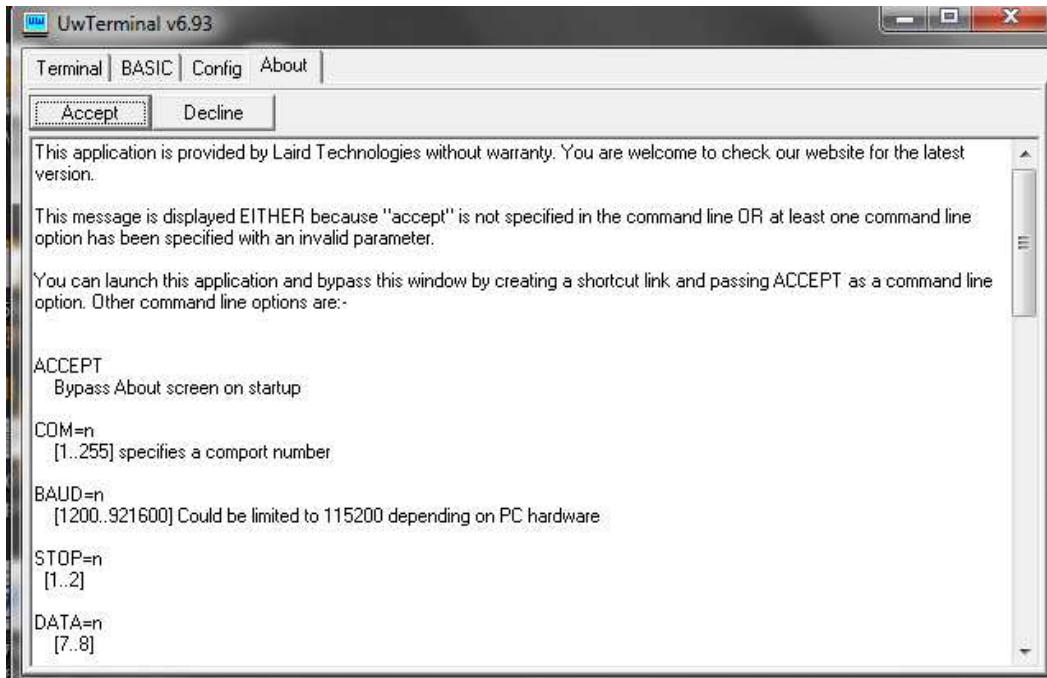 UwTerminal v6.93
Terminal BASIC Config About
Accept Decline
This application is provided by Laird Technologies without warranty. You are welcome to check our website for the latest
version.
This message is displayed EITHER because "accept" is not specified in the command line OR at least one command line
option has been specified with an invalid parameter.
You can launch this application and bypass this window by creating a shortcut link and passing ACCEPT as a command line
option. Other command line options are:-
ACCEPT
Bypass About screen on startup
COM=n
[1..255] specifies a comport number
BAUD=n
[1200..921600] Could be limited to 115200 depending on PC hardware
STOP=n
[1..2]
DATA=n
[7..8]